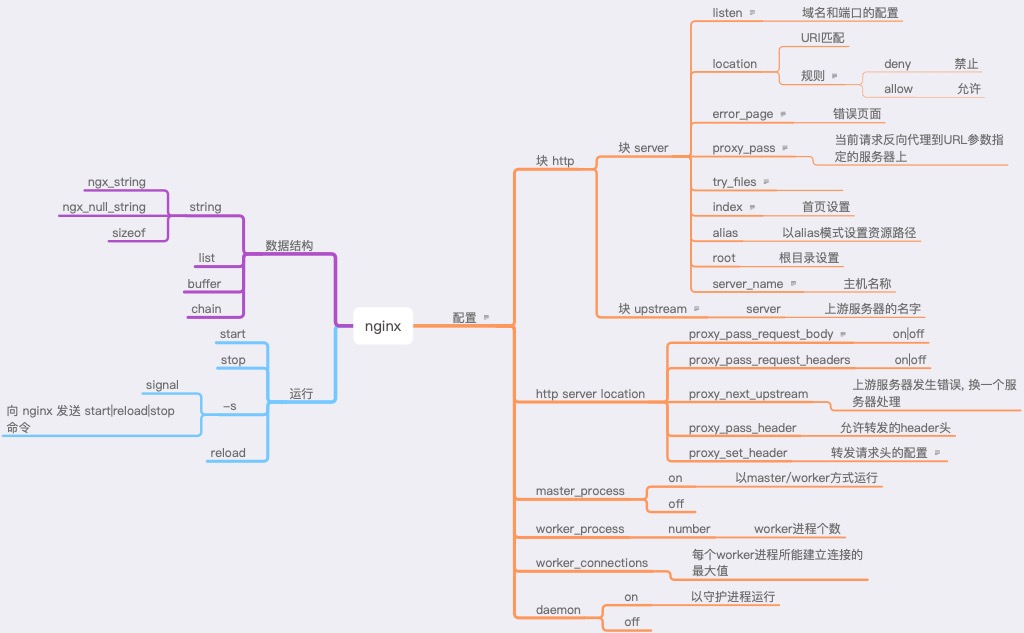 nginx
配置
块 http
块 server
listen
域名和端口的配置
location
URI匹配
规则
deny
禁止
allow
允许
error_page
错误页面
proxy_pass
当前请求反向代理到URL参数指
定的服务器上
try_files
index
首页设置
alias
以alias模式设置资源路径
root
根目录设置
server_name
主机名称
块 upstream
server
上游服务器的名字
http server location
proxy_pass_request_body
on|off
proxy_pass_request_headers
on|off
proxy_next_upstream
上游服务器发生错误, 换一个服
务器处理
proxy_pass_header
允许转发的header头
proxy_set_header
转发请求头的配置
master_process
on
以master/worker方式运行
off
worker_process
number
worker进程个数
worker_connections
每个worker进程所能建立连接的
最大值
daemon
on
以守护进程运行
off
数据结构
string
ngx_string
ngx_null_string
sizeof
list
buffer
chain
运行
start
stop
-s
signal
向 nginx 发送 start|reload|stop
命令
reload